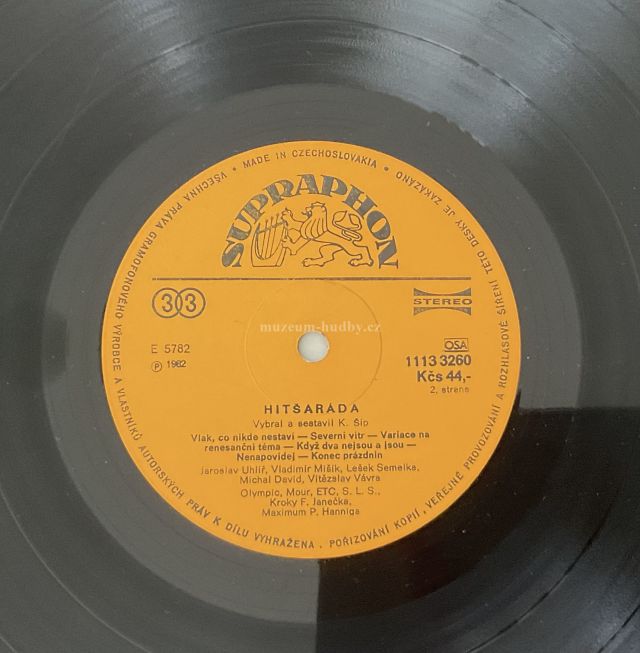 VŠECHNA PRÁVA GRAMOFONOVÉHO VÝROBCE A VLASTNÍKŮ AUTORSKÝCH PRÁV K DÍLU VYHRAŽENA . POŘIZOVÁNÍ KOPIÍ , VEŘEJNÉ PROVOZOVÁNÍ A ROZHLASOVÉ ŠÍŘENÍ TÉTO DESKY JE ZAKÁZÁNO
• MADE IN CZECHOSLOVAKIA •
SUPRAPHON
33
STEREO
muzeum-hudby.cz
E 5782
OSA
Ⓟ 1982
1113 3260
Kčs 44,-
2. strana
HITŠARÁDA
Vybral a sestavil K. Šíp
Vlak, co nikde nestaví — Severní vítr — Variace na
renesanční téma — Když dva nejsou a jsou —
Nenapovídej — Konec prázdnin
Jaroslav Uhlíř, Vladimír Mišík, Lešek Semelka,
Michal David, Vítězslav Vávra
Olympic, Mour, ETC, S. L. S.,
Kroky F. Janečka,
Maximum P. Hanniga